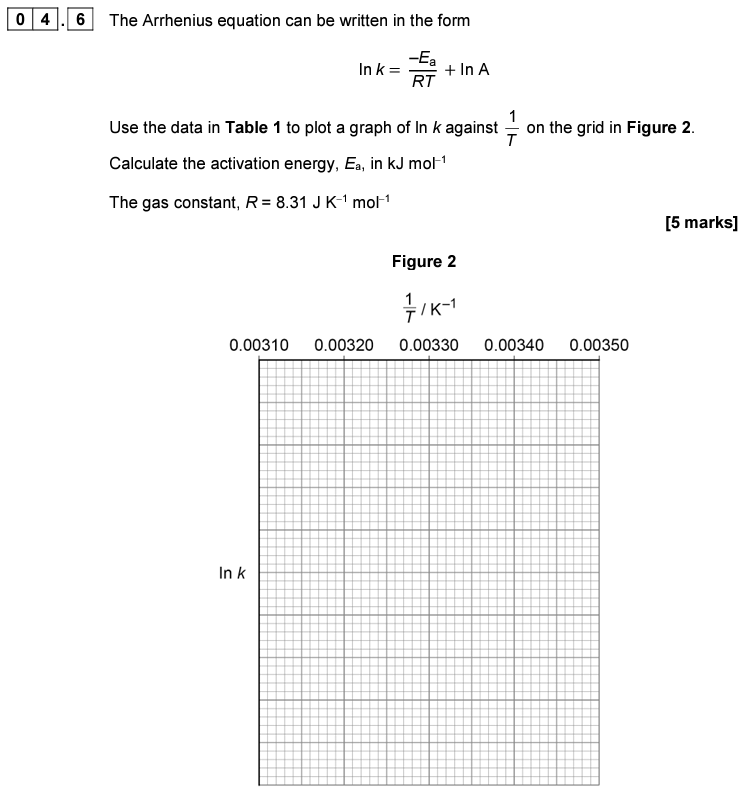 0 4 . 6 The Arrhenius equation can be written in the form
ln k = –Eₐ/RT + ln A
Use the data in Table 1 to plot a graph of ln k against 1/T on the grid in Figure 2.
Calculate the activation energy, Eₐ, in kJ mol⁻¹
The gas constant, R = 8.31 J K⁻¹ mol⁻¹
[5 marks]
Figure 2
1/T / K⁻¹
0.00310 0.00320 0.00330 0.00340 0.00350
ln k